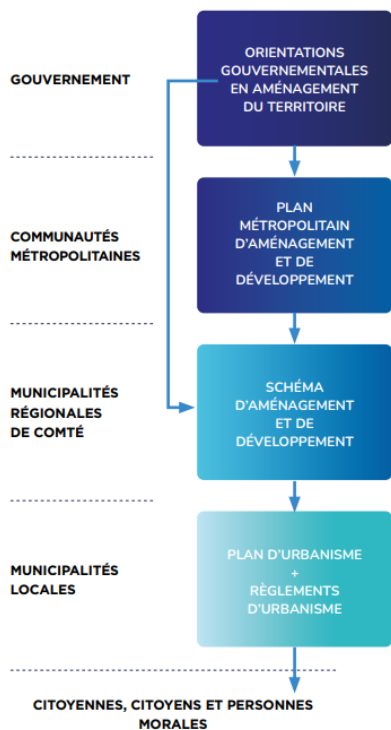 GOUVERNEMENT
ORIENTATIONS
GOUVERNEMENTALES
EN AMÉNAGEMENT
DU TERRITOIRE
COMMUNAUTÉS
MÉTROPOLITAINES
PLAN
MÉTROPOLITAIN
D'AMÉNAGEMENT
ET DE
DÉVELOPPEMENT
MUNICIPALITÉS
RÉGIONALES
DE COMTÉ
SCHÉMA
D'AMÉNAGEMENT
ET DE
DÉVELOPPEMENT
MUNICIPALITÉS
LOCALES
PLAN D'URBANISME
+
RÈGLEMENTS
D'URBANISME
CITOYENNES, CITOYENS ET PERSONNES
MORALES